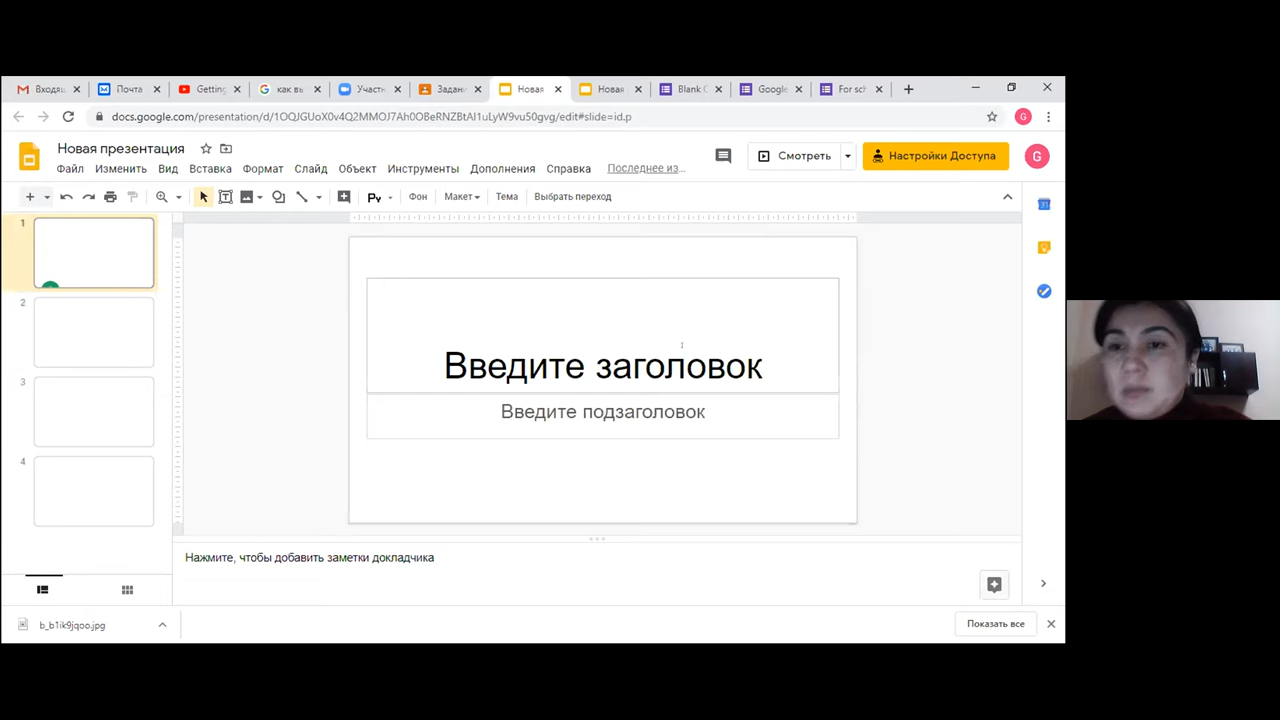 Входящ
Почта
Getting
как вы
Участн
Задани
Новая
Новая
Blank Q
Google
For sch
docs.google.com/presentation/d/1OQJGUoX0v4Q2MMOJ7Ah0OBeRNZBtAI1uLyW9vu50gvg/edit#slide=id.p
G
Новая презентация
Смотреть
Настройки Доступа
G
Файл Изменить Вид Вставка Формат Слайд Объект Инструменты Дополнения Справка Последнее из...
Фон Макет Тема Выбрать переход
1
2
3
4
Введите заголовок
Введите подзаголовок
Нажмите, чтобы добавить заметки докладчика
b_b1ik9jqoo.jpg
Показать все